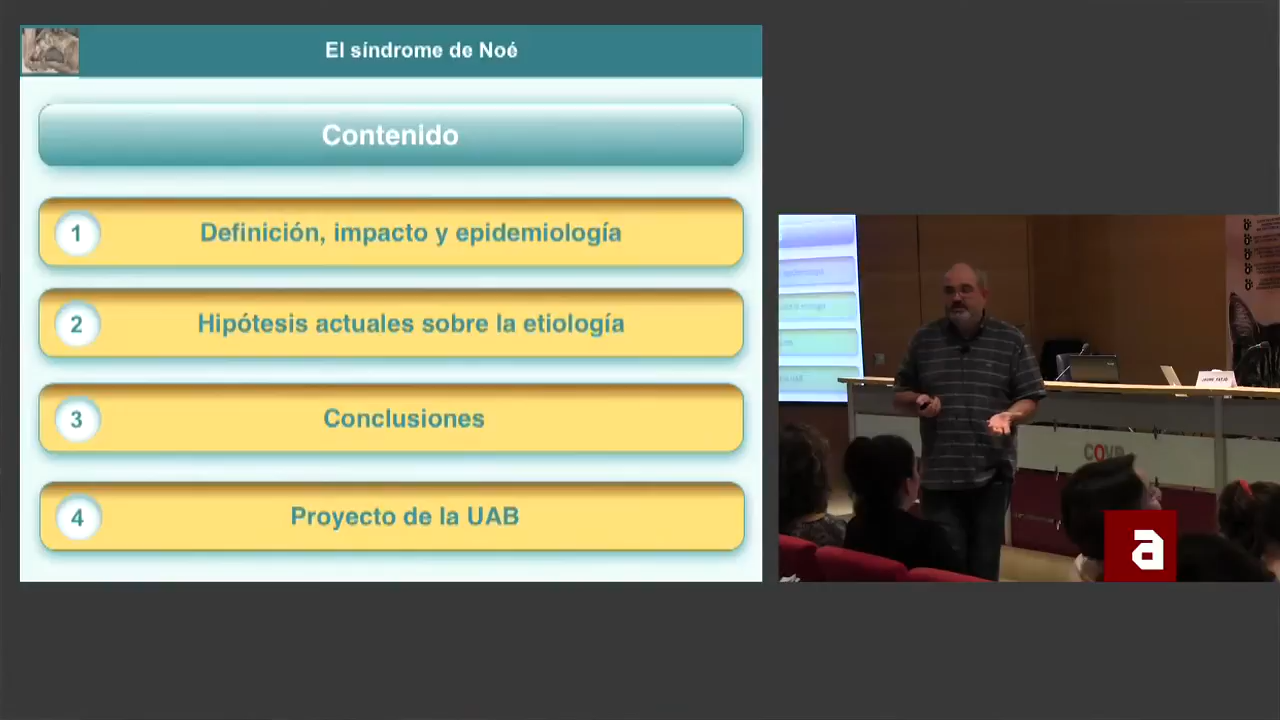 El síndrome de Noé
Contenido
1 Definición, impacto y epidemiología
2 Hipótesis actuales sobre la etiología
3 Conclusiones
4 Proyecto de la UAB
a